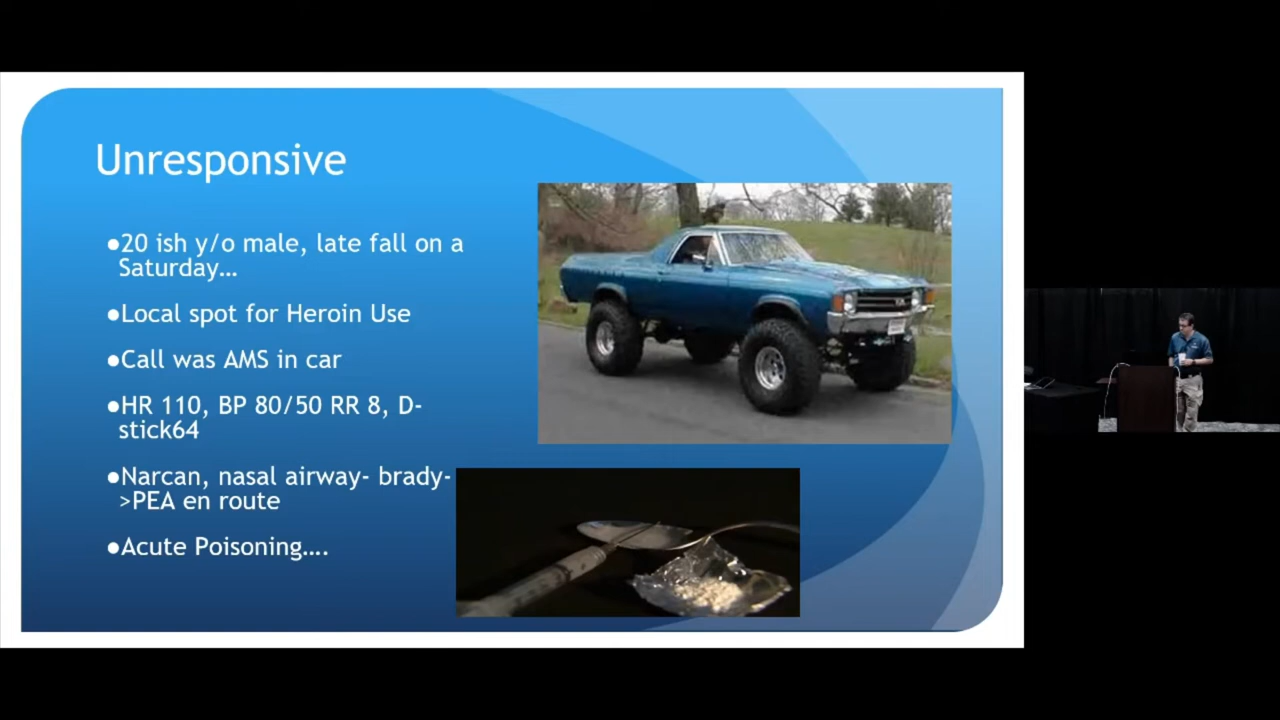 Unresponsive
●20 ish y/o male, late fall on a
Saturday…
●Local spot for Heroin Use
●Call was AMS in car
●HR 110, BP 80/50 RR 8, D-
stick64
●Narcan, nasal airway- brady-
>PEA en route
●Acute Poisoning….